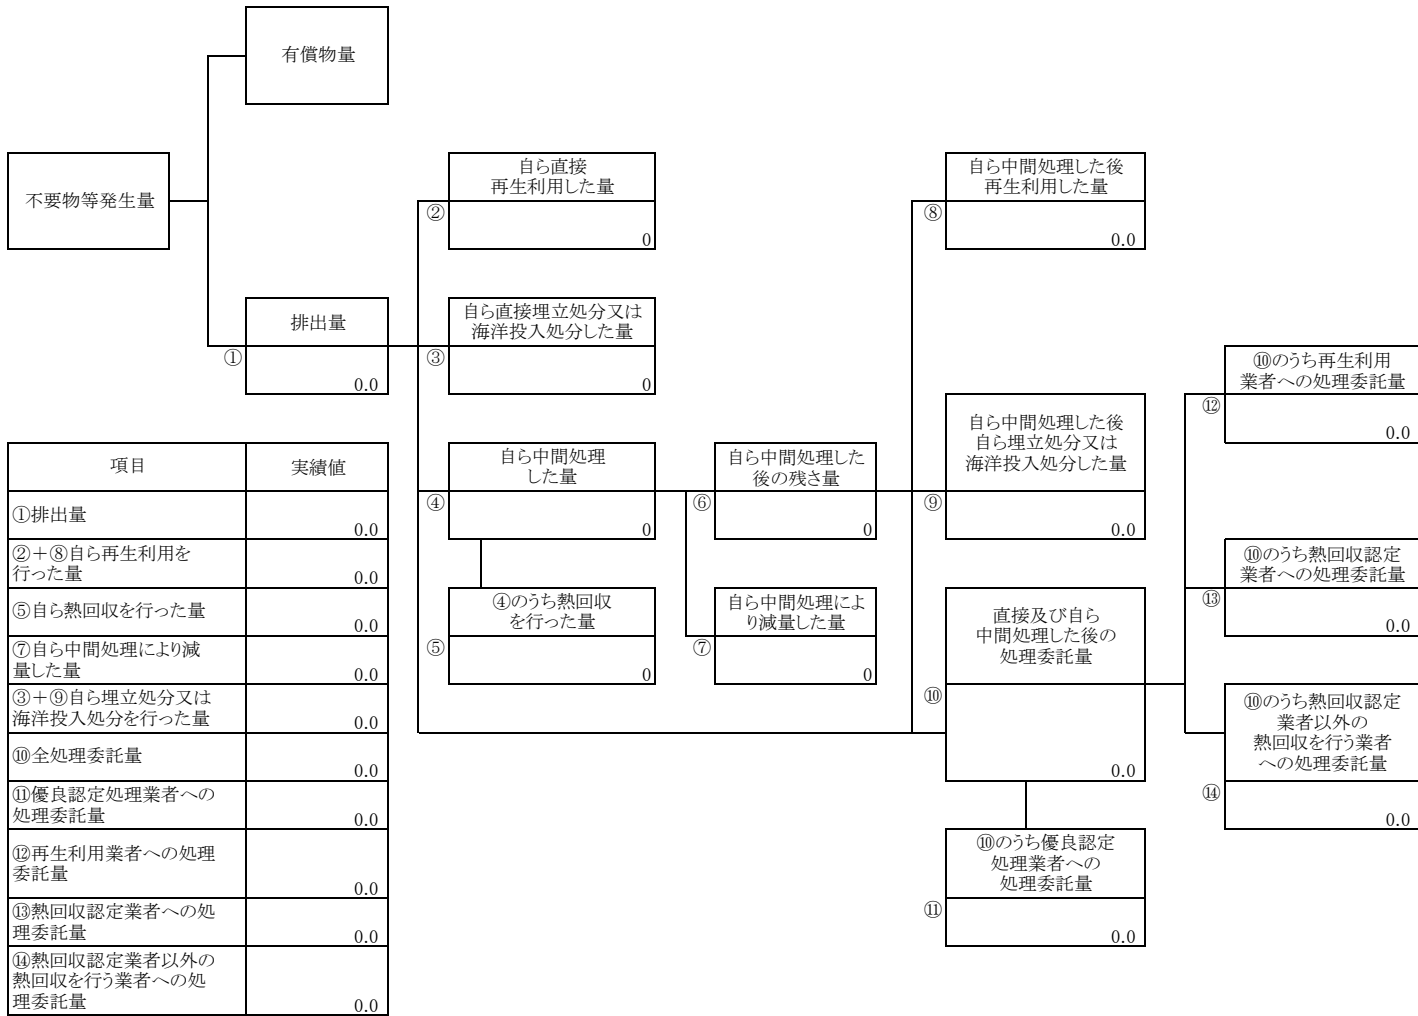 有償物量
不要物等発生量
自ら直接
再生利用した量
②
0
自ら中間処理した後
再生利用した量
⑧
0.0
排出量
①
0.0
自ら直接埋立処分又は
海洋投入処分した量
③
0
⑩のうち再生利用
業者への処理委託量
⑫
0.0
自ら中間処理
した量
④
0
自ら中間処理した
後の残さ量
⑥
0
自ら中間処理した後
自ら埋立処分又は
海洋投入処分した量
⑨
0.0
⑩のうち熱回収認定
業者への処理委託量
⑬
0.0
④のうち熱回収
を行った量
⑤
0
自ら中間処理によ
り減量した量
⑦
0
直接及び自ら
中間処理した後の
処理委託量
⑩
0.0
⑩のうち熱回収認定
業者以外の
熱回収を行う業者
への処理委託量
⑭
0.0
⑩のうち優良認定
処理業者への
処理委託量
⑪
0.0
項目
実績値
①排出量
0.0
②＋⑧自ら再生利用を
行った量
0.0
⑤自ら熱回収を行った量
0.0
⑦自ら中間処理により減
量した量
0.0
③＋⑨自ら埋立処分又は
海洋投入処分を行った量
0.0
⑩全処理委託量
0.0
⑪優良認定処理業者への
処理委託量
0.0
⑫再生利用業者への処理
委託量
0.0
⑬熱回収認定業者への処
理委託量
0.0
⑭熱回収認定業者以外の
熱回収を行う業者への処
理委託量
0.0